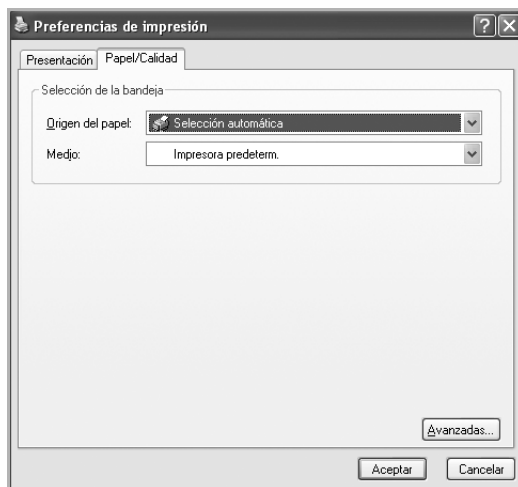 Preferencias de impresión
Presentación Papel/Calidad
Selección de la bandeja
Origen del papel: Selección automática
Medio: Impresora predeterm.
Avanzadas...
Aceptar Cancelar